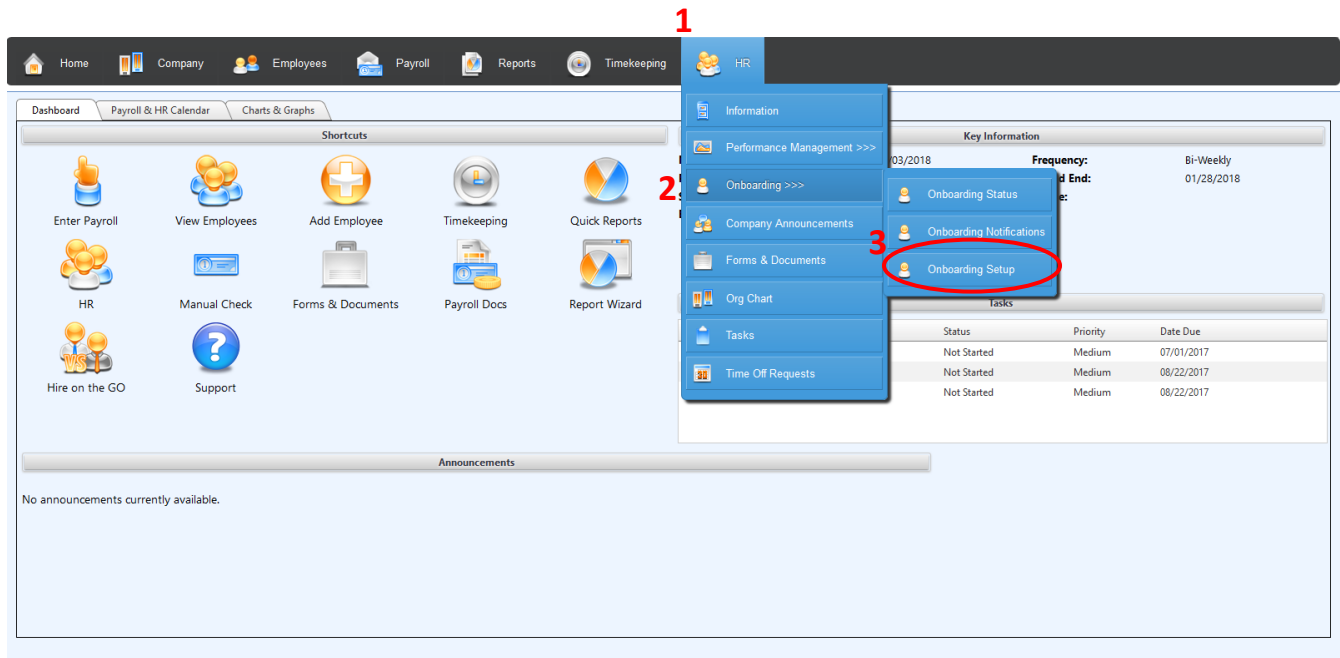 1
Home Company Employees Payroll Reports Timekeeping HR
Dashboard Payroll & HR Calendar Charts & Graphs
Shortcuts
Enter Payroll View Employees Add Employee Timekeeping Quick Reports
HR Manual Check Forms & Documents Payroll Docs Report Wizard
VS
Hire on the GO Support
Information
Performance Management >>>
2
Onboarding >>>
Company Announcements
Forms & Documents
Org Chart
Tasks
Time Off Requests
Onboarding Status
Onboarding Notifications
3
Onboarding Setup
Key Information
/03/2018 Frequency: Bi-Weekly
d End: 01/28/2018
e:
Tasks
Status Priority Date Due
Not Started Medium 07/01/2017
Not Started Medium 08/22/2017
Not Started Medium 08/22/2017
Announcements
No announcements currently available.